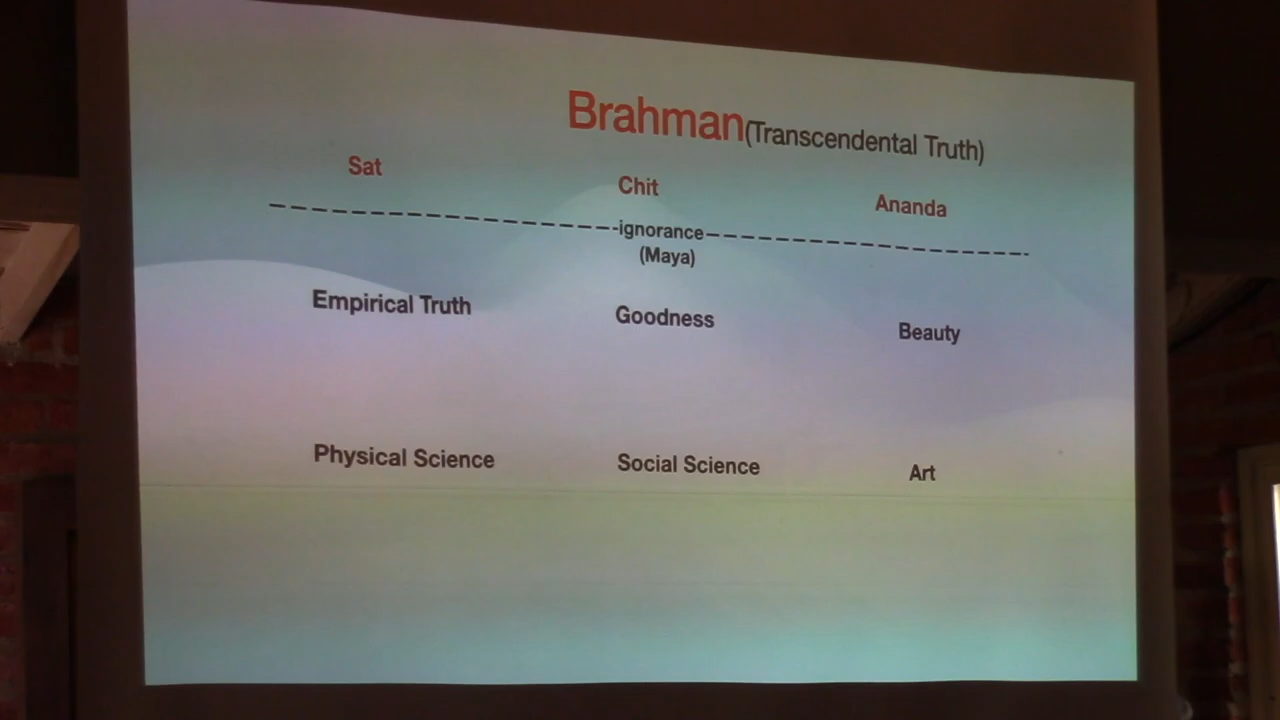 Brahman(Transcendental Truth)
Sat Chit Ananda
-----------------ignorance-----------------
(Maya)
Empirical Truth Goodness Beauty
Physical Science Social Science Art